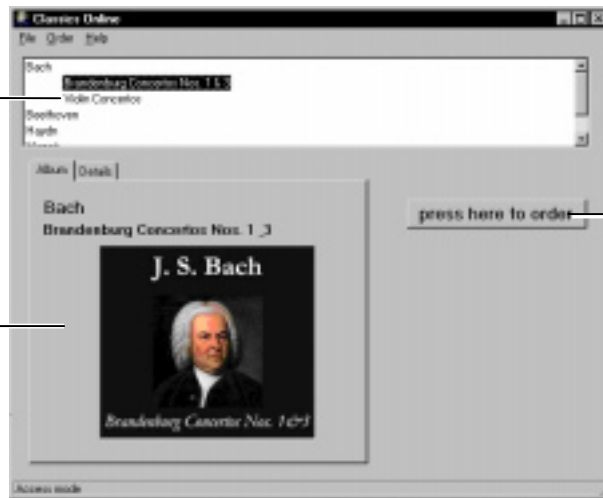 Classics Online
File Order Help
Bach
Brandenburg Concertos Nos. 1 & 3
Violin Concertos
Beethoven
Haydn
Mozart
Album Details
Bach
Brandenburg Concertos Nos. 1 _3
press here to order
J. S. Bach
Brandenburg Concertos Nos. 1&3
Access mode